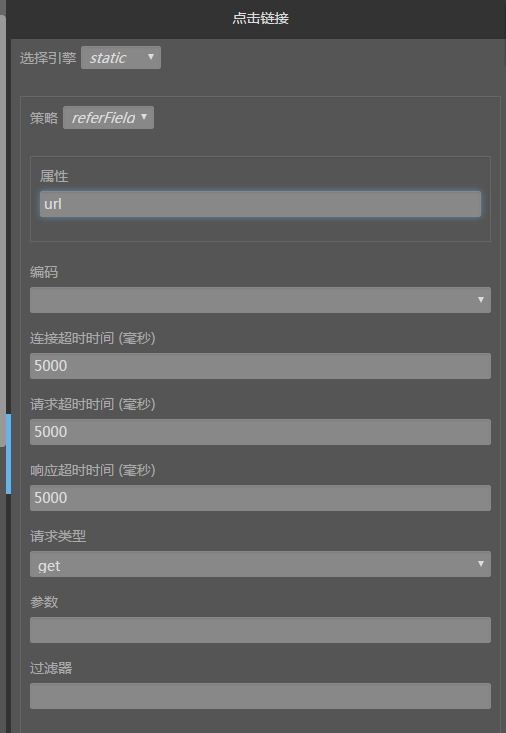 点击链接
选择引擎 static
策略 referField
属性
url
编码
连接超时时间 (毫秒)
5000
请求超时时间 (毫秒)
5000
响应超时时间 (毫秒)
5000
请求类型
get
参数
过滤器